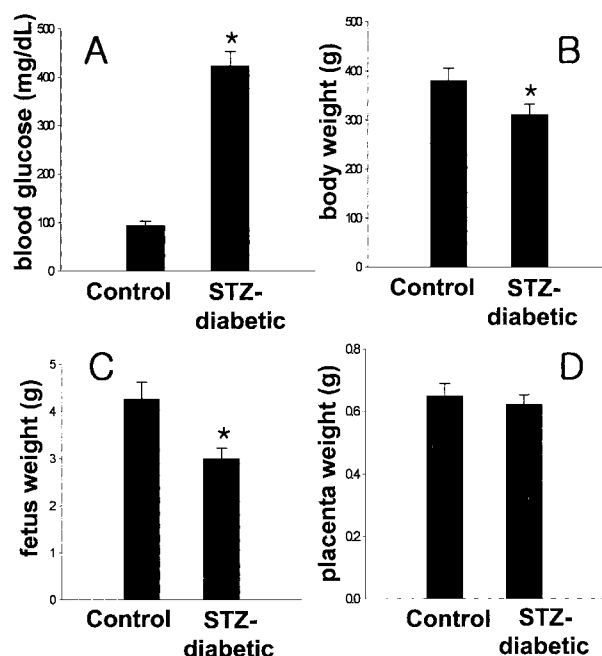 A
blood glucose (mg/dL)
500
400
300
200
100
0
*
Control
STZ-
diabetic
B
body weight (g)
500
400
300
200
100
0
*
Control
STZ-
diabetic
C
fetus weight (g)
5
4
3
2
1
0
*
Control
STZ-
diabetic
D
placenta weight (g)
0.8
0.6
0.4
0.2
0.0
Control
STZ-
diabetic